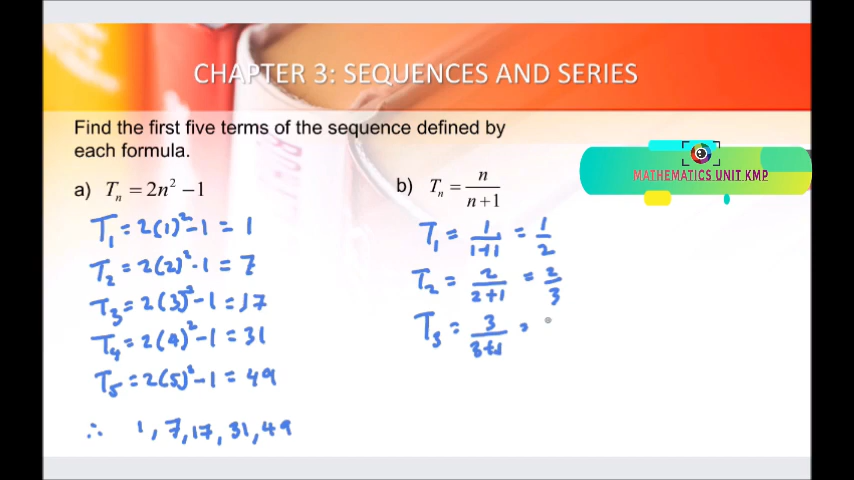 CHAPTER 3: SEQUENCES AND SERIES
Find the first five terms of the sequence defined by
each formula.
MATHEMATICS UNIT KMP
a) Tₙ = 2n² − 1
T₁ = 2(1)² − 1 = 1
T₂ = 2(2)² - 1 = 7
T₃ = 2(3)² − 1 = 17
T₄ = 2(4)² − 1 = 31
T₅ = 2(5)² − 1 = 49
∴ 1, 7, 17, 31, 49
b) Tₙ = n/(n + 1)
T₁ = 1/(1+1) = 1/2
T₂ = 2/(2+1) = 2/3
T₃ = 3/(3+1) =